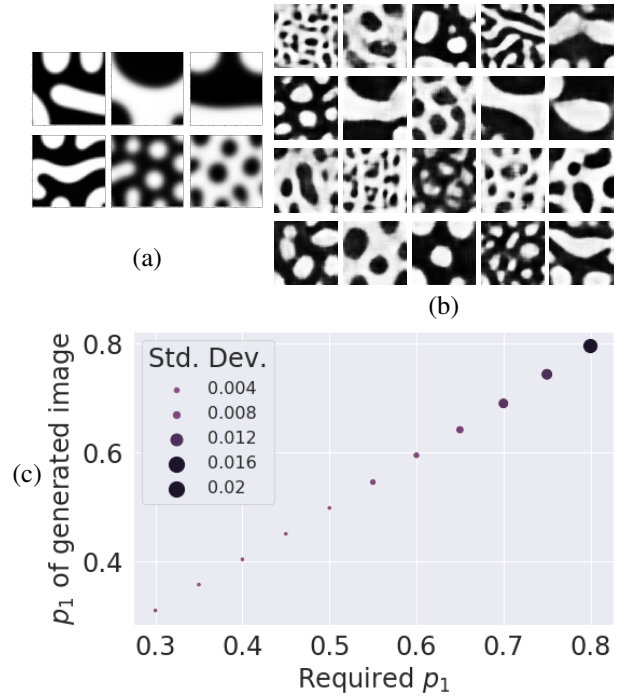 (a)
(b)
(c)
p₁ of generated image
0.8
0.6
0.4
Std. Dev.
0.004
0.008
0.012
0.016
0.02
0.3 0.4 0.5 0.6 0.7 0.8
Required p₁